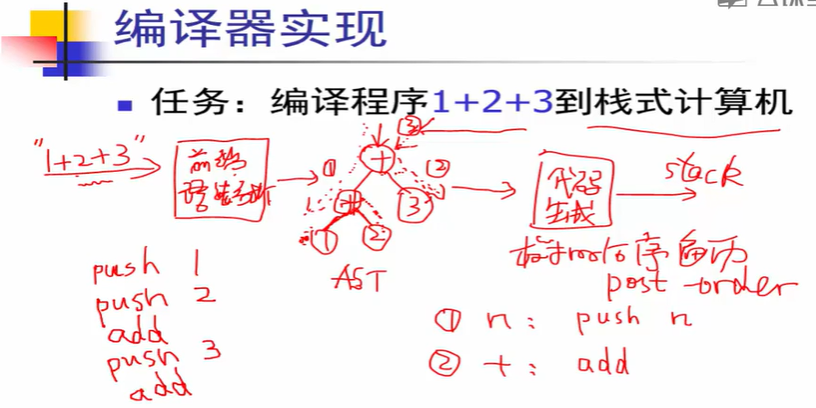 编译器实现
任务：编译程序1+2+3到栈式计算机
"1+2+3"
前端
语法分析
+
+
3
1
2
①
②
③
AST
代码
生成
stack
树的后序遍历
post-order
push 1
push 2
add
push 3
add
① n: push n
② +: add